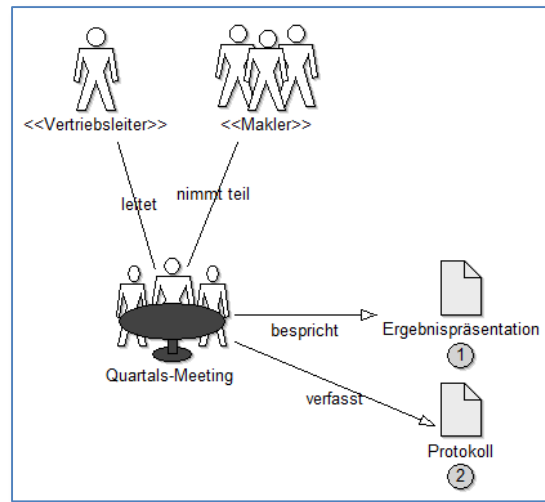 <<Vertriebsleiter>>
<<Makler>>
leitet
nimmt teil
bespricht
Ergebnispräsentation
1
Quartals-Meeting
verfasst
Protokoll
2